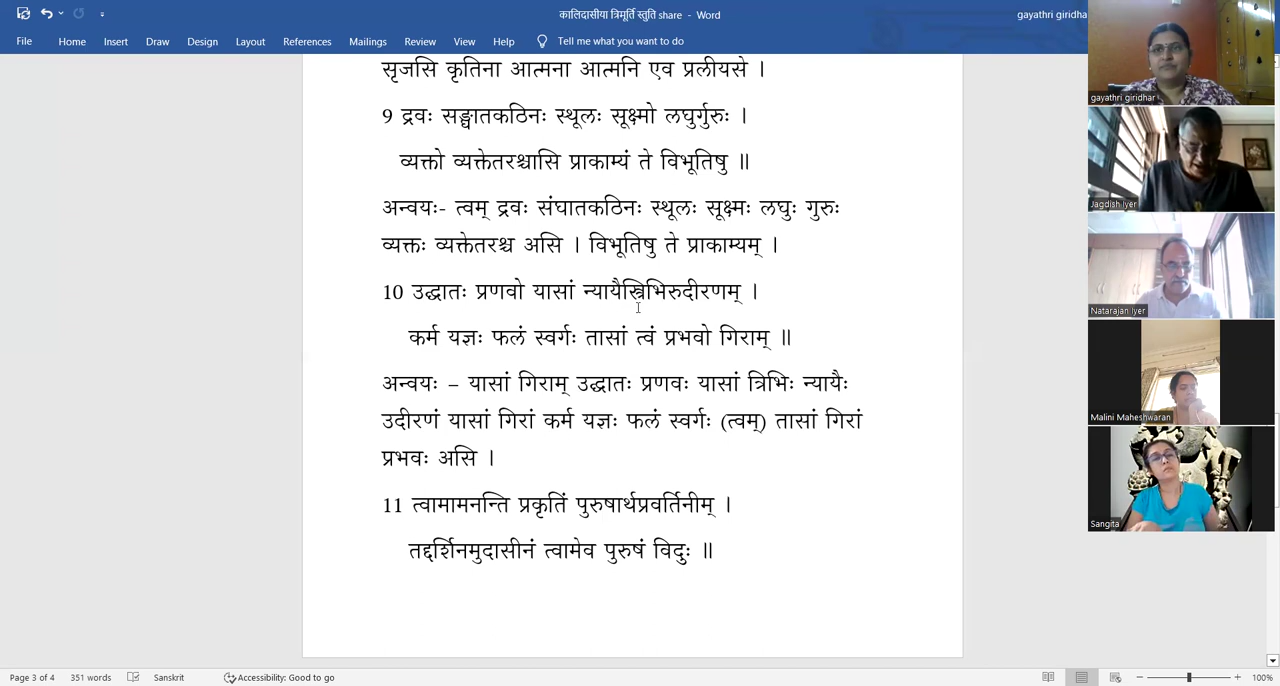 कालिदासीया त्रिमूर्ति स्तुति share - Word
gayathri giridha
File Home Insert Draw Design Layout References Mailings Review View Help Tell me what you want to do
सृजसि कृतिना आत्मना आत्मनि एव प्रलीयसे ।
9 द्रवः सङ्घातकठिनः स्थूलः सूक्ष्मो लघुर्गुरुः ।
व्यक्तो व्यक्तेतरश्चासि प्राकाम्यं ते विभूतिषु ॥
अन्वयः- त्वम् द्रवः संघातकठिनः स्थूलः सूक्ष्मः लघुः गुरुः
व्यक्तः व्यक्तेतरश्च असि । विभूतिषु ते प्राकाम्यम् ।
10 उद्घातः प्रणवो यासां न्यायैस्त्रिभिरुदीरणम् ।
कर्म यज्ञः फलं स्वर्गः तासां त्वं प्रभवो गिराम् ॥
अन्वयः – यासां गिराम् उद्घातः प्रणवः यासां त्रिभिः न्यायैः
उदीरणं यासां गिरां कर्म यज्ञः फलं स्वर्गः (त्वम्) तासां गिरां
प्रभवः असि ।
11 त्वामामनन्ति प्रकृतिं पुरुषार्थप्रवर्तिनीम् ।
तद्दर्शिनमुदासीनं त्वामेव पुरुषं विदुः ॥
gayathri giridhar
Jagdish Iyer
Natarajan Iyer
Malini Maheshwaran
Sangita
Page 3 of 4 351 words Sanskrit Accessibility: Good to go 100%